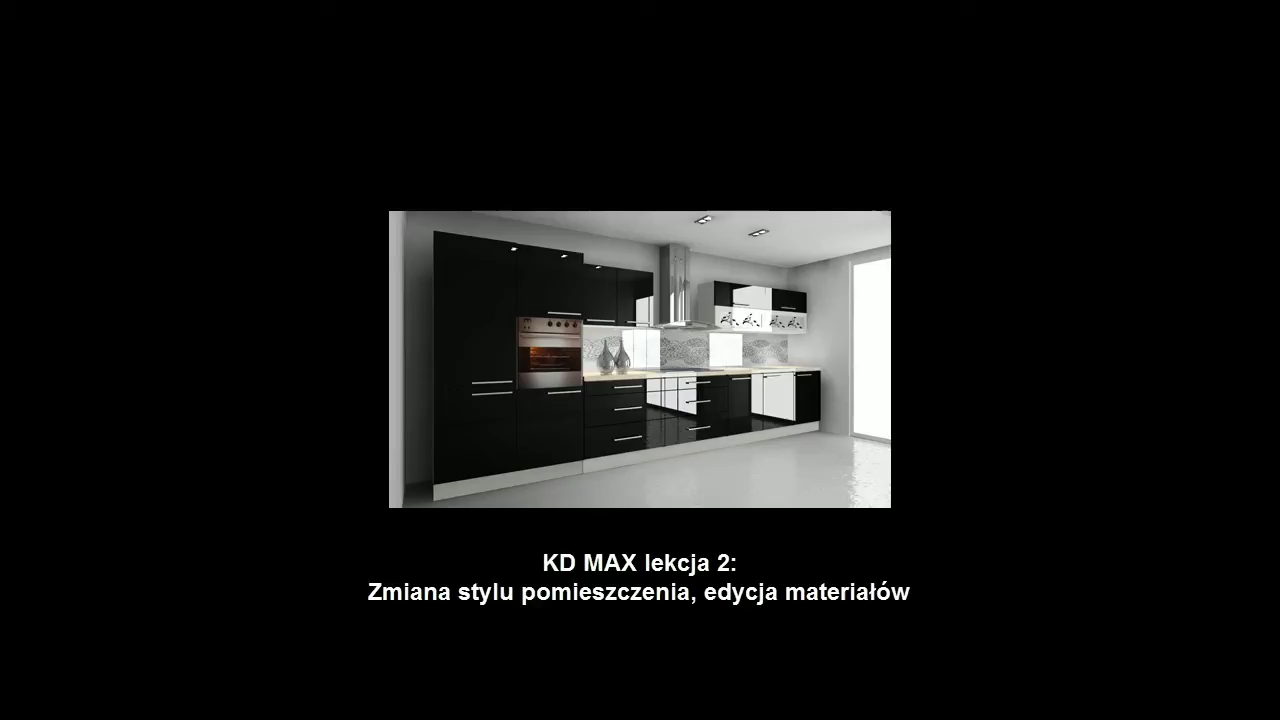 KD MAX lekcja 2:
Zmiana stylu pomieszczenia, edycja materiałów